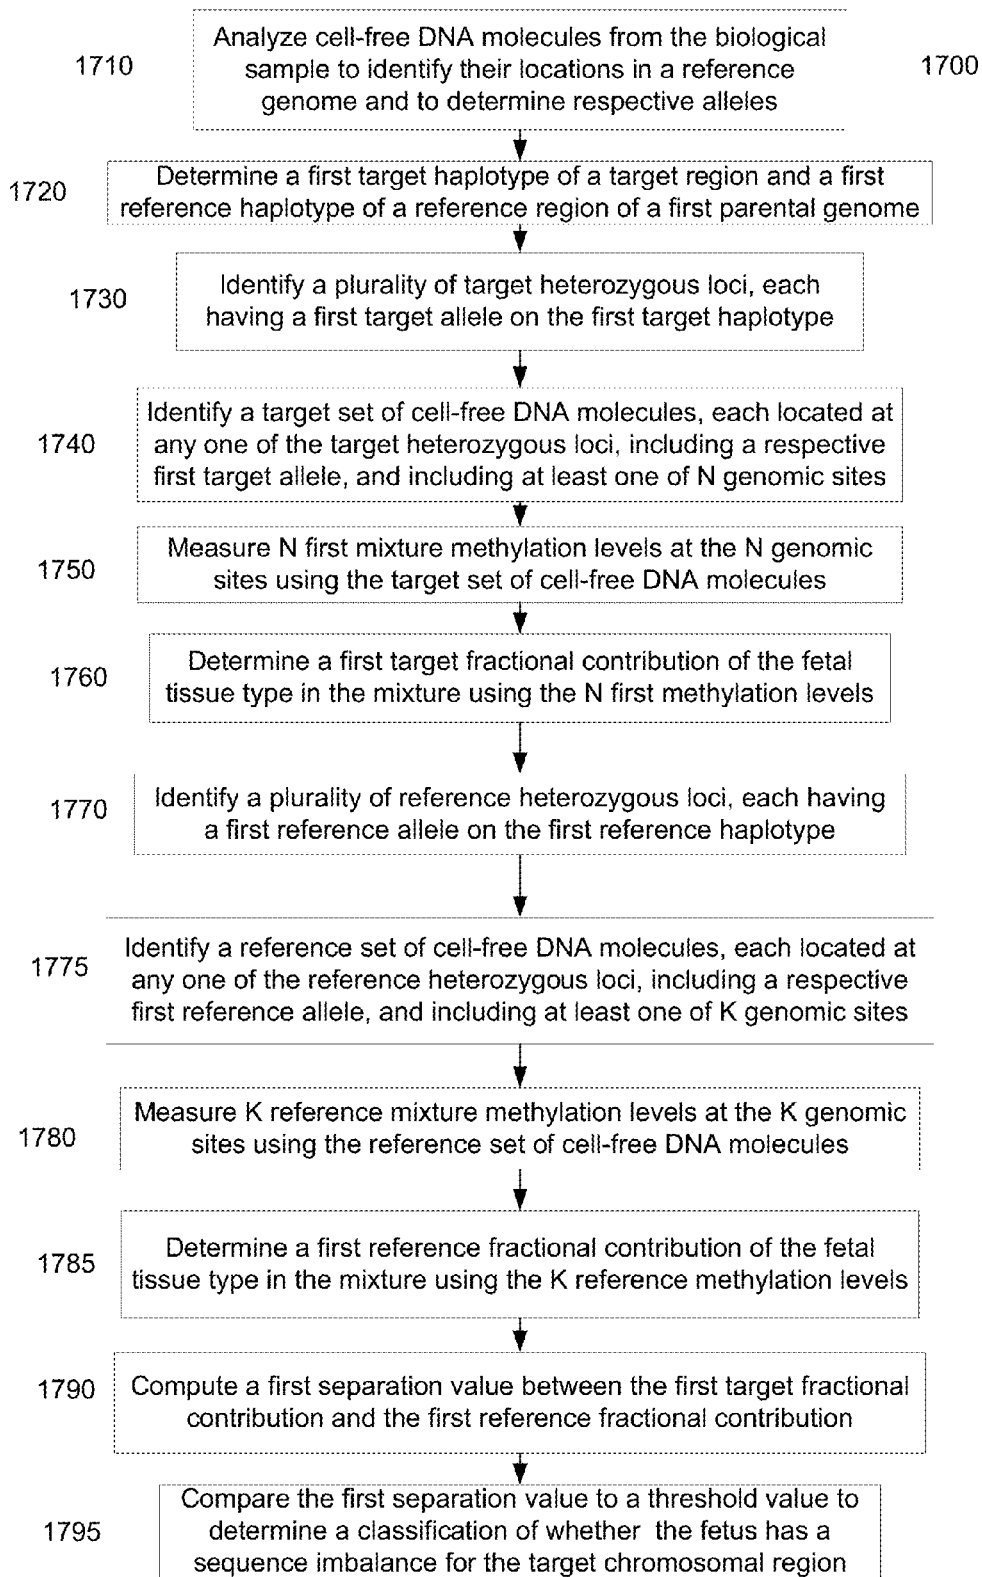 1700
1710
Analyze cell-free DNA molecules from the biological
sample to identify their locations in a reference
genome and to determine respective alleles
1720
Determine a first target haplotype of a target region and a first
reference haplotype of a reference region of a first parental genome
1730
Identify a plurality of target heterozygous loci, each
having a first target allele on the first target haplotype
1740
Identify a target set of cell-free DNA molecules, each located at
any one of the target heterozygous loci, including a respective
first target allele, and including at least one of N genomic sites
1750
Measure N first mixture methylation levels at the N genomic
sites using the target set of cell-free DNA molecules
1760
Determine a first target fractional contribution of the fetal
tissue type in the mixture using the N first methylation levels
1770
Identify a plurality of reference heterozygous loci, each having
a first reference allele on the first reference haplotype
1775
Identify a reference set of cell-free DNA molecules, each located at
any one of the reference heterozygous loci, including a respective
first reference allele, and including at least one of K genomic sites
1780
Measure K reference mixture methylation levels at the K genomic
sites using the reference set of cell-free DNA molecules
1785
Determine a first reference fractional contribution of the fetal
tissue type in the mixture using the K reference methylation levels
1790
Compute a first separation value between the first target fractional
contribution and the first reference fractional contribution
1795
Compare the first separation value to a threshold value to
determine a classification of whether the fetus has a
sequence imbalance for the target chromosomal region